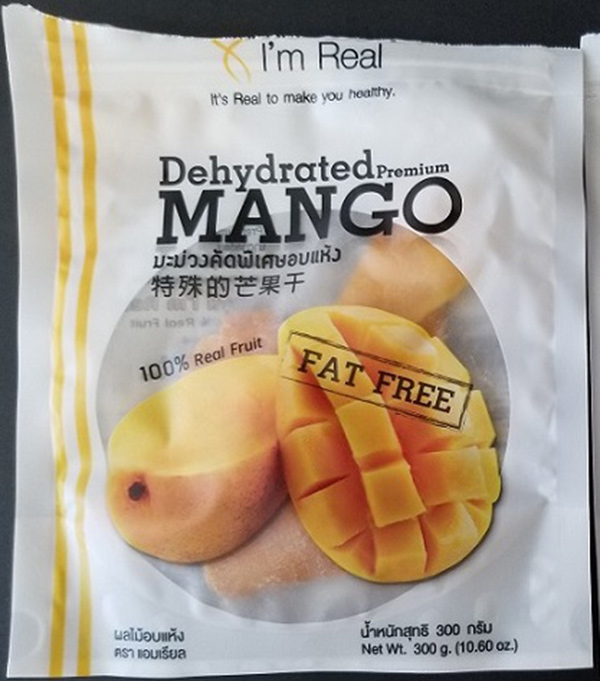 I'm Real
It's Real to make you healthy.
Dehydrated Premium
MANGO
มะม่วงคัดพิเศษอบแห้ง
特殊的芒果干
100% Real Fruit
FAT FREE
ผลไม้อบแห้ง
ตรา แอมเรียล
น้ำหนักสุทธิ 300 กรัม
Net Wt. 300 g. (10.60 oz.)